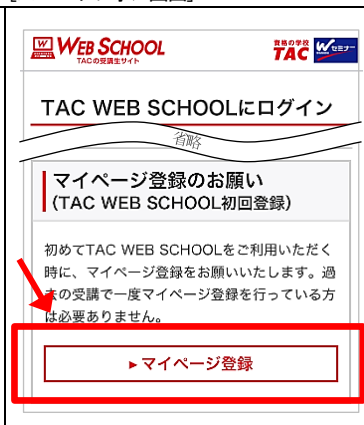 WEB SCHOOL
TACの受講生サイト
資格の学校
TAC Wセミナー
TAC WEB SCHOOLにログイン
省略
マイページ登録のお願い
(TAC WEB SCHOOL初回登録)
初めてTAC WEB SCHOOLをご利用いただく
時に、マイページ登録をお願いいたします。過
の受講で一度マイページ登録を行っている方
は必要ありません。
▸マイページ登録